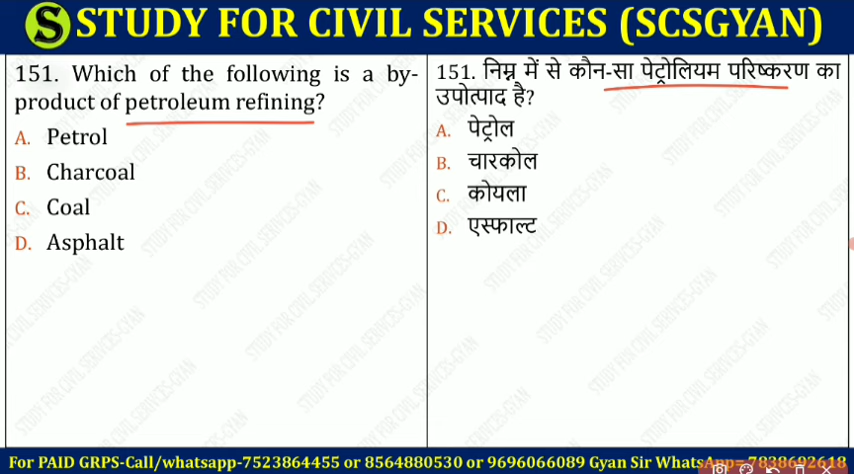 S STUDY FOR CIVIL SERVICES (SCSGYAN)
151. Which of the following is a by-
product of petroleum refining?
A. Petrol
B. Charcoal
C. Coal
D. Asphalt
151. निम्न में से कौन-सा पेट्रोलियम परिष्करण का
उपोत्पाद है?
A. पेट्रोल
B. चारकोल
C. कोयला
D. एस्फाल्ट
For PAID GRPS-Call/whatsapp-7523864455 or 8564880530 or 9696066089 Gyan Sir WhatsApp= 7838692618